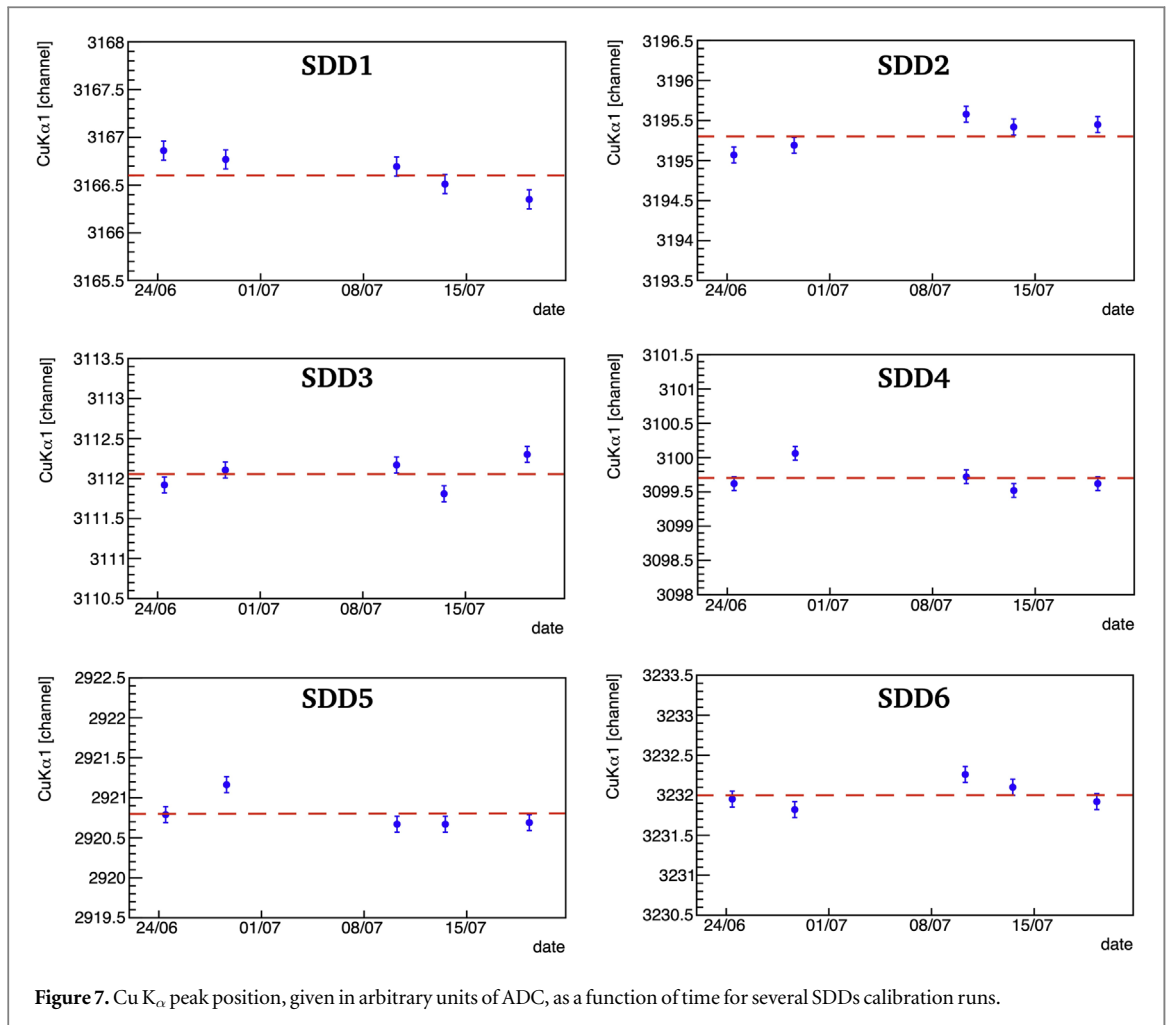 SDD1
CuKα1 [channel]
3168
3167.5
3167
3166.5
3166
3165.5
24/06 01/07 08/07 15/07
date
SDD2
CuKα1 [channel]
3196.5
3196
3195.5
3195
3194.5
3194
3193.5
24/06 01/07 08/07 15/07
date
SDD3
CuKα1 [channel]
3113.5
3113
3112.5
3112
3111.5
3111
3110.5
24/06 01/07 08/07 15/07
date
SDD4
CuKα1 [channel]
3101.5
3101
3100.5
3100
3099.5
3099
3098.5
3098
24/06 01/07 08/07 15/07
date
SDD5
CuKα1 [channel]
2922.5
2922
2921.5
2921
2920.5
2920
2919.5
24/06 01/07 08/07 15/07
date
SDD6
CuKα1 [channel]
3233.5
3233
3232.5
3232
3231.5
3231
3230.5
24/06 01/07 08/07 15/07
date
Figure 7. Cu Kα peak position, given in arbitrary units of ADC, as a function of time for several SDDs calibration runs.